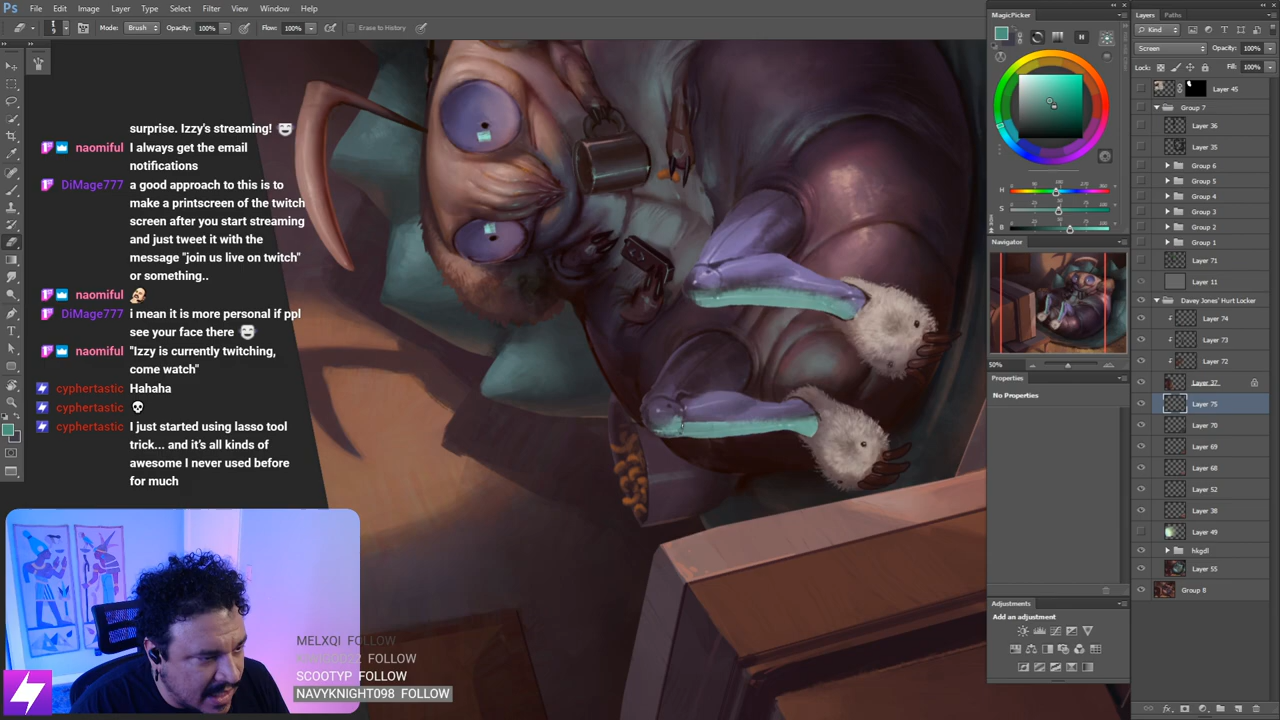 Ps File Edit Image Layer Type Select Filter View Window Help
9 Mode: Brush Opacity: 100% Flow: 100% Erase to History
surprise. Izzy's streaming!
naomiful I always get the email
notifications
DiMage777 a good approach to this is to
make a printscreen of the twitch
screen after you start streaming
and just tweet it with the
message "join us live on twitch"
or something..
naomiful
DiMage777 i mean it is more personal if ppl
see your face there
naomiful "Izzy is currently twitching,
come watch"
cyphertastic Hahaha
cyphertastic
cyphertastic I just started using lasso tool
trick... and it's all kinds of
awesome I never used before
for much
MELXQI FOLLOW
FOLLOW
SCOOTYP FOLLOW
NAVYKNIGHT098 FOLLOW
MagicPicker
H
H
S
B
Navigator
50%
Properties
No Properties
Adjustments
Add an adjustment
Layers Paths
Kind
Screen Opacity: 100%
Lock: Fill: 100%
Layer 45
Group 7
Layer 36
Layer 35
Group 6
Group 5
Group 4
Group 3
Group 2
Group 1
Layer 71
Layer 11
Davey Jones' Hurt Locker
Layer 74
Layer 73
Layer 72
Layer 37
Layer 75
Layer 70
Layer 69
Layer 68
Layer 52
Layer 38
Layer 49
hkgdl
Layer 55
Group 8
fx